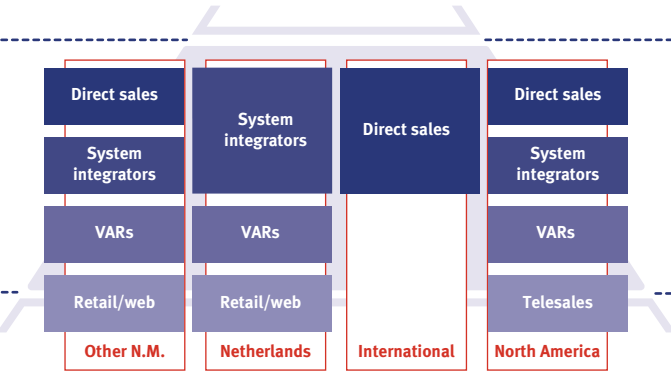 Direct sales
System
integrators
VARs
Retail/web
Other N.M.
System
integrators
VARs
Retail/web
Netherlands
Direct sales
International
Direct sales
System
integrators
VARs
Telesales
North America